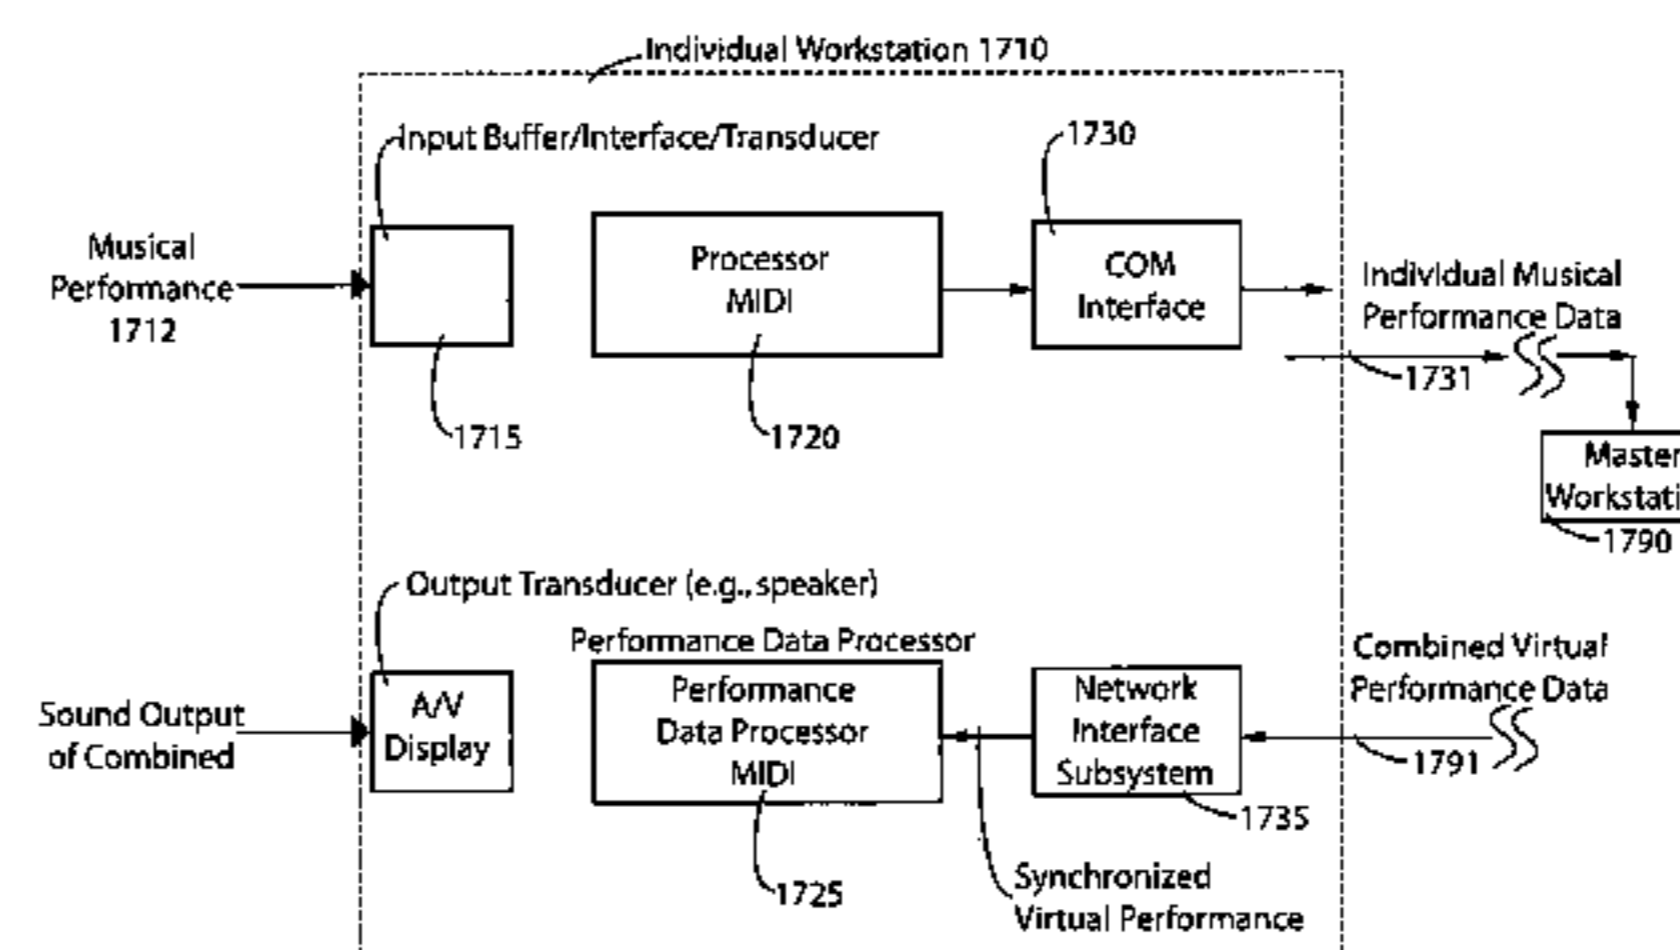 Individual Workstation 1710
Input Buffer/Interface/Transducer
1730
Musical
Performance
1712
Processor
MIDI
COM
Interface
Individual Musical
Performance Data
1731
1715
1720
Master
Workstati
1790
Output Transducer (e.g., speaker)
Performance Data Processor
Sound Output
of Combined
A/V
Display
Performance
Data Processor
MIDI
Network
Interface
Subsystem
Combined Virtual
Performance Data
1791
1735
1725
Synchronized
Virtual Performance